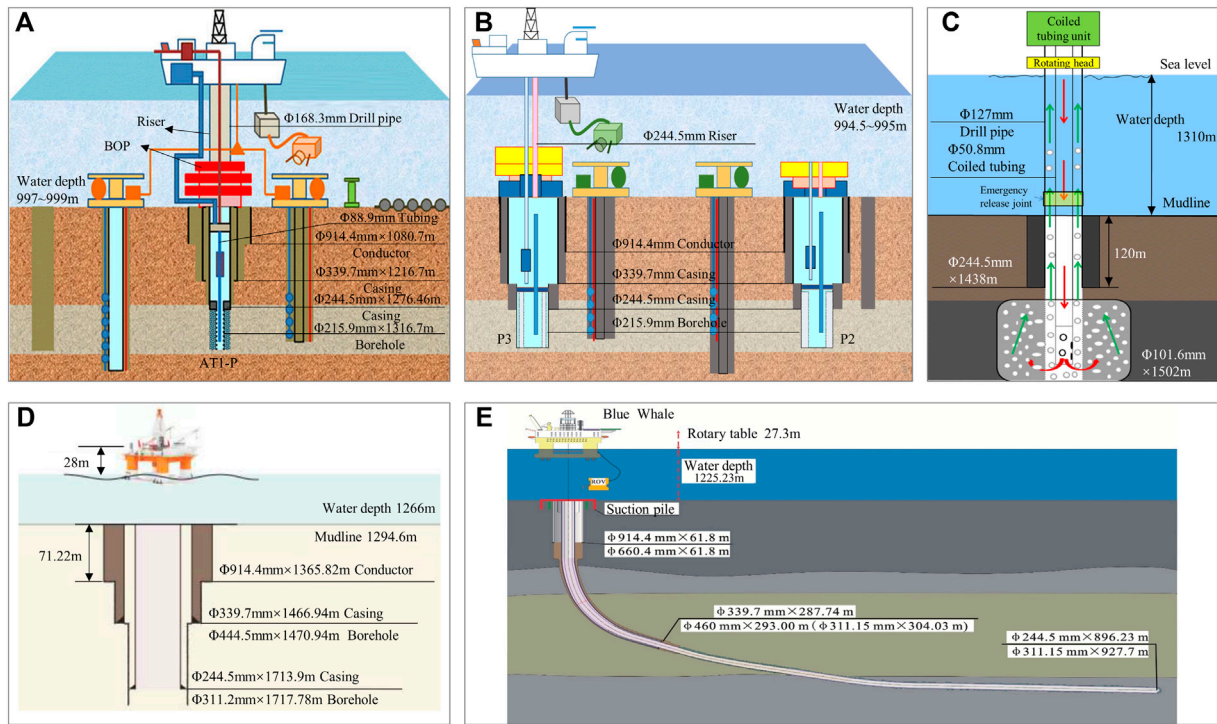 A
Riser
Φ168.3mm Drill pipe
BOP
Water depth
997~999m
Φ88.9mm Tubing
Φ914.4mm×1080.7m
Conductor
Φ339.7mm×1216.7m
Casing
Φ244.5mm×1276.46m
Casing
Φ215.9mm×1316.7m
Borehole
AT1-P
B
Water depth
994.5~995m
Φ244.5mm Riser
Φ914.4mm Conductor
Φ339.7mm Casing
Φ244.5mm Casing
Φ215.9mm Borehole
P3
P2
C
Coiled
tubing unit
Rotating head
Sea level
Φ127mm
Drill pipe
Φ50.8mm
Coiled tubing
Water depth
1310m
Emergency
release joint
Mudline
Φ244.5mm
×1438m
120m
Φ101.6mm
×1502m
D
28m
Water depth 1266m
Mudline 1294.6m
71.22m
Φ914.4mm×1365.82m Conductor
Φ339.7mm×1466.94m Casing
Φ444.5mm×1470.94m Borehole
Φ244.5mm×1713.9m Casing
Φ311.2mm×1717.78m Borehole
E
Blue Whale
Rotary table 27.3m
Water depth
1225.23m
ROV
Suction pile
ф914.4 mm×61.8 m
ф660.4 mm×61.8 m
ф339.7 mm×287.74 m
ф460 mm×293.00 m (ф311.15 mm×304.03 m)
ф244.5 mm×896.23 m
ф311.15 mm×927.7 m